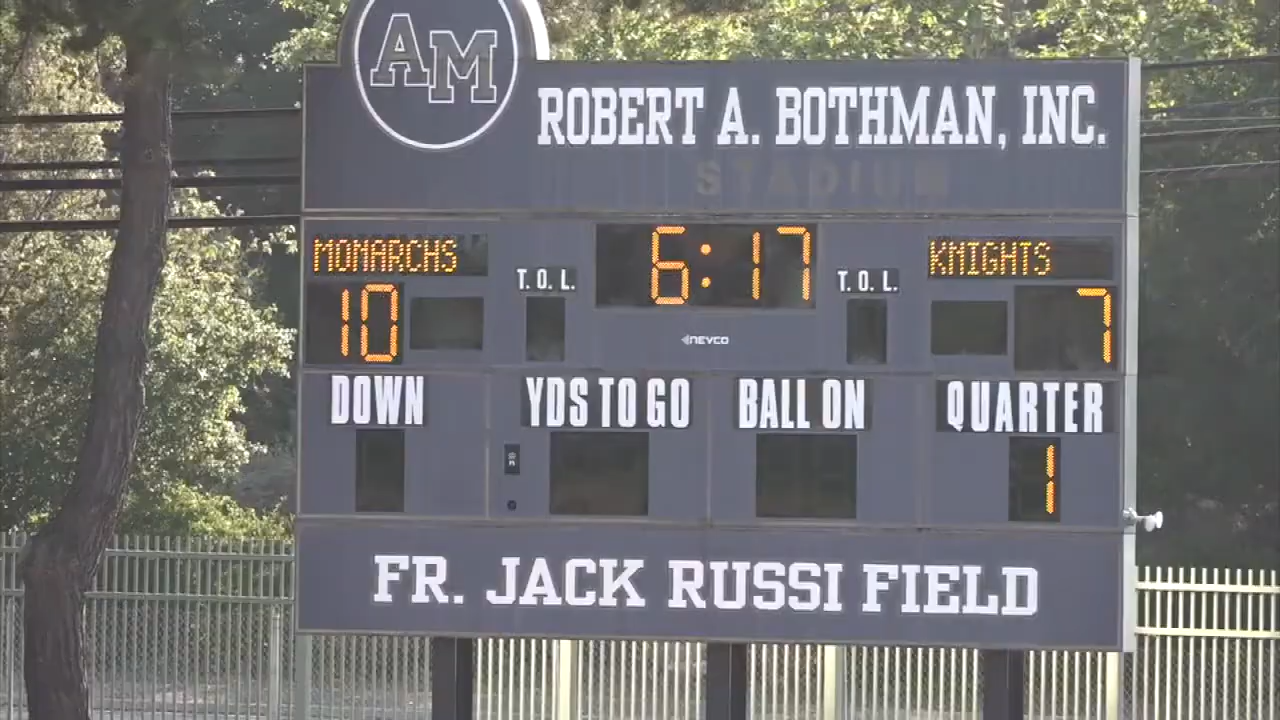 AM
ROBERT A. BOTHMAN, INC.
STADIUM
MONARCHS
6:17
KNIGHTS
T. O. L.
T. O. L.
10
7
NEVCO
DOWN
YDS TO GO
BALL ON
QUARTER
1
FR. JACK RUSSI FIELD